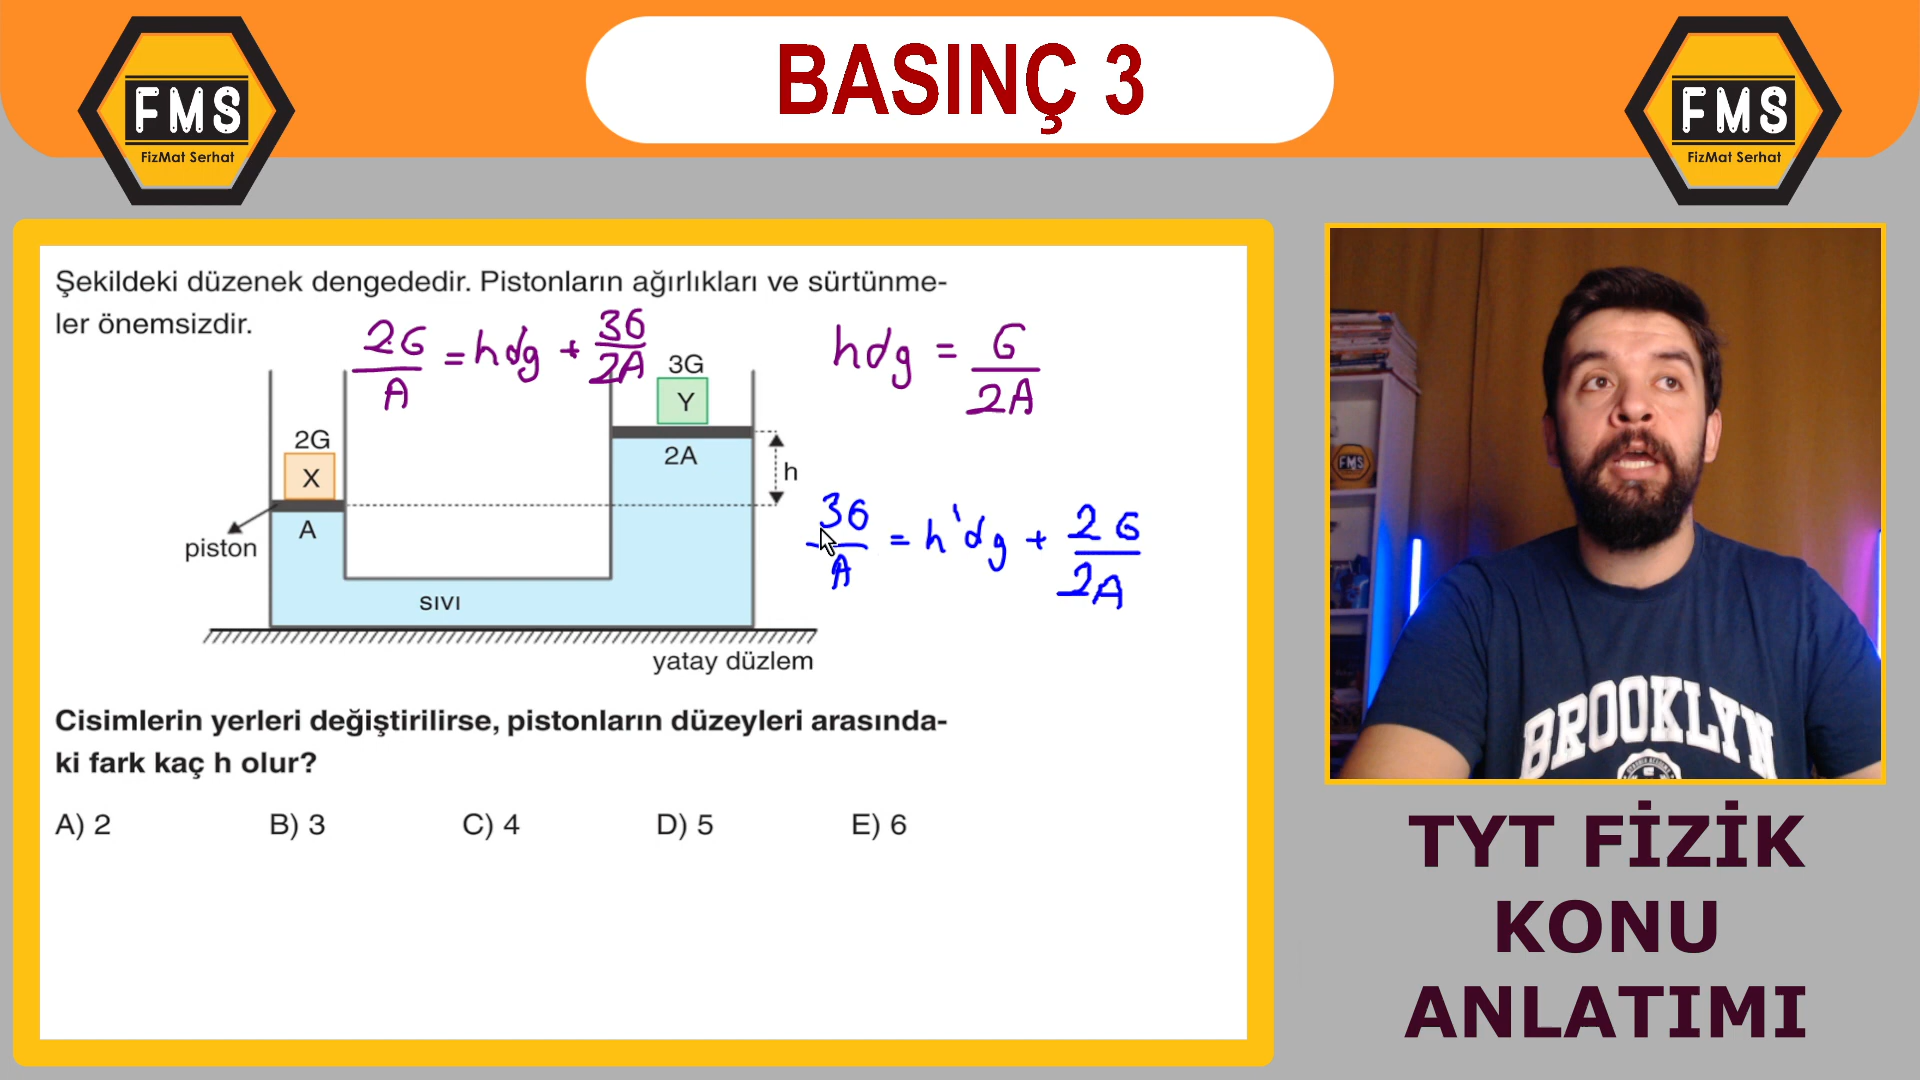 BASINÇ 3
FMS
FizMat Serhat
FMS
FizMat Serhat
Şekildeki düzenek dengededir. Pistonların ağırlıkları ve sürtünme-
ler önemsizdir.
2G/A = hdg + 3G/2A
hdg = G/2A
3G
Y
2A
h
2G
X
A
piston
SIVI
yatay düzlem
3G/A = h'dg + 2G/2A
Cisimlerin yerleri değiştirilirse, pistonların düzeyleri arasında-
ki fark kaç h olur?
A) 2 B) 3 C) 4 D) 5 E) 6
FMS
BROOKLYN
TYT FİZİK
KONU
ANLATIMI